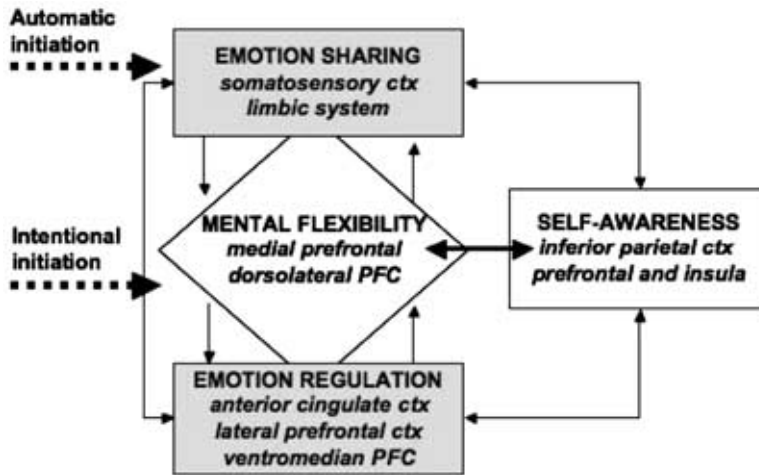 Automatic
initiation
EMOTION SHARING
somatosensory ctx
limbic system
Intentional
initiation
MENTAL FLEXIBILITY
medial prefrontal
dorsolateral PFC
SELF-AWARENESS
inferior parietal ctx
prefrontal and insula
EMOTION REGULATION
anterior cingulate ctx
lateral prefrontal ctx
ventromedian PFC